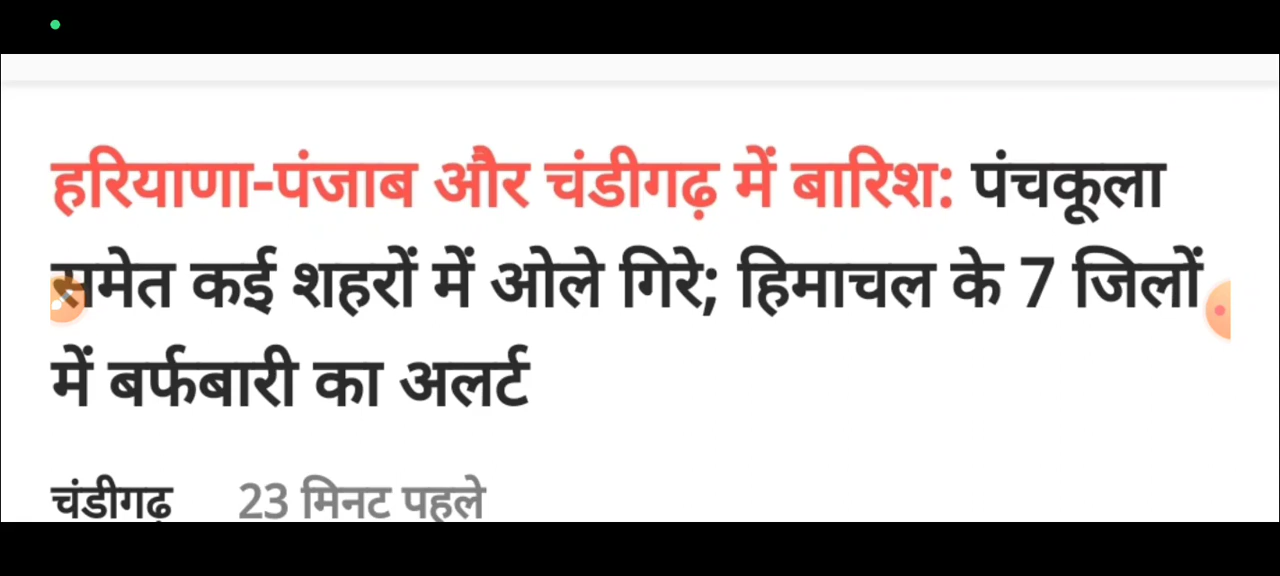 हरियाणा-पंजाब और चंडीगढ़ में बारिश: पंचकूला
समेत कई शहरों में ओले गिरे; हिमाचल के 7 जिलों
में बर्फबारी का अलर्ट
चंडीगढ़ 23 मिनट पहले